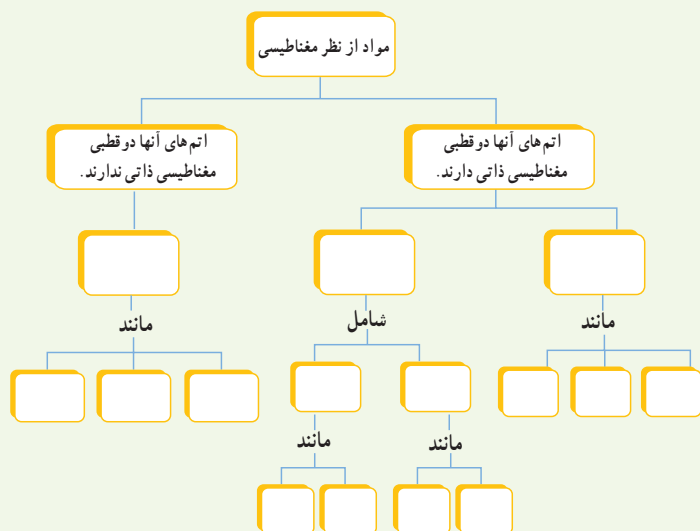 مواد از نظر مغناطیسی
اتم‌های آنها دوقطبی
مغناطیسی ذاتی دارند.
اتم‌های آنها دوقطبی
مغناطیسی ذاتی ندارند.
مانند
شامل
مانند
مانند
مانند